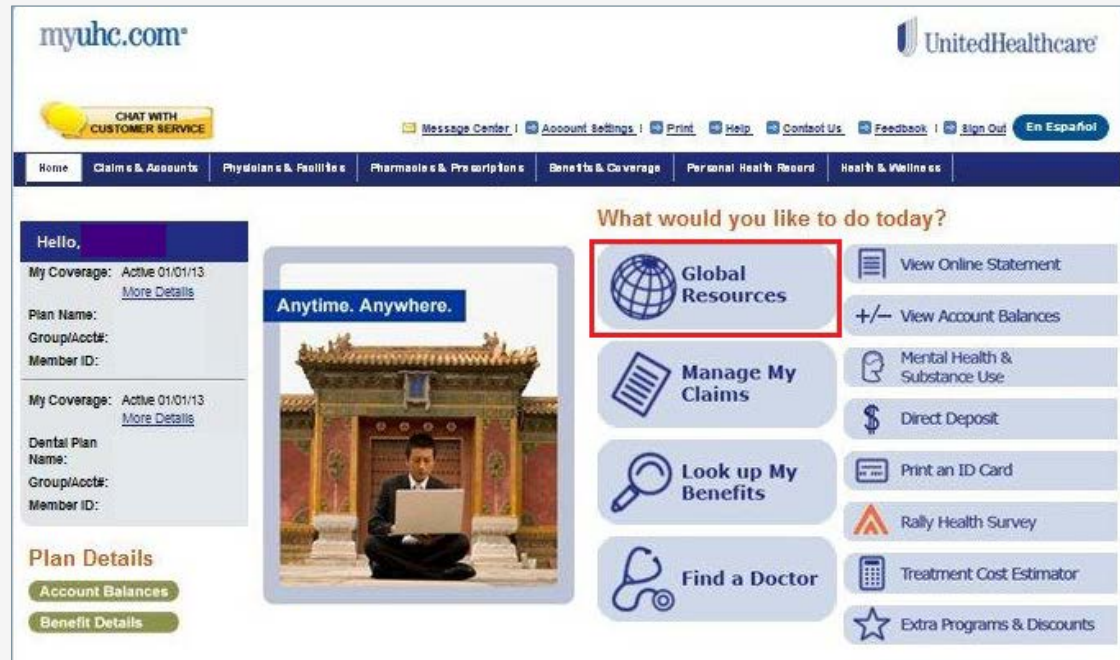 myuhc.com®
UnitedHealthcare®
CHAT WITH
CUSTOMER SERVICE
Message Center | Account Settings | Print Help Contact Us Feedback | Sign Out En Español
Home Claims & Accounts Physicians & Facilities Pharmacies & Prescriptions Benefits & Coverage Personal Health Record Health & Wellness
What would you like to do today?
Hello,
My Coverage: Active 01/01/13
More Details
Plan Name:
Group/Acct#:
Member ID:
My Coverage: Active 01/01/13
More Details
Dental Plan
Name:
Group/Acct#:
Member ID:
Plan Details
Account Balances
Benefit Details
Anytime. Anywhere.
Global
Resources
Manage My
Claims
Look up My
Benefits
Find a Doctor
View Online Statement
+/- View Account Balances
Mental Health &
Substance Use
$ Direct Deposit
Print an ID Card
Rally Health Survey
Treatment Cost Estimator
Extra Programs & Discounts